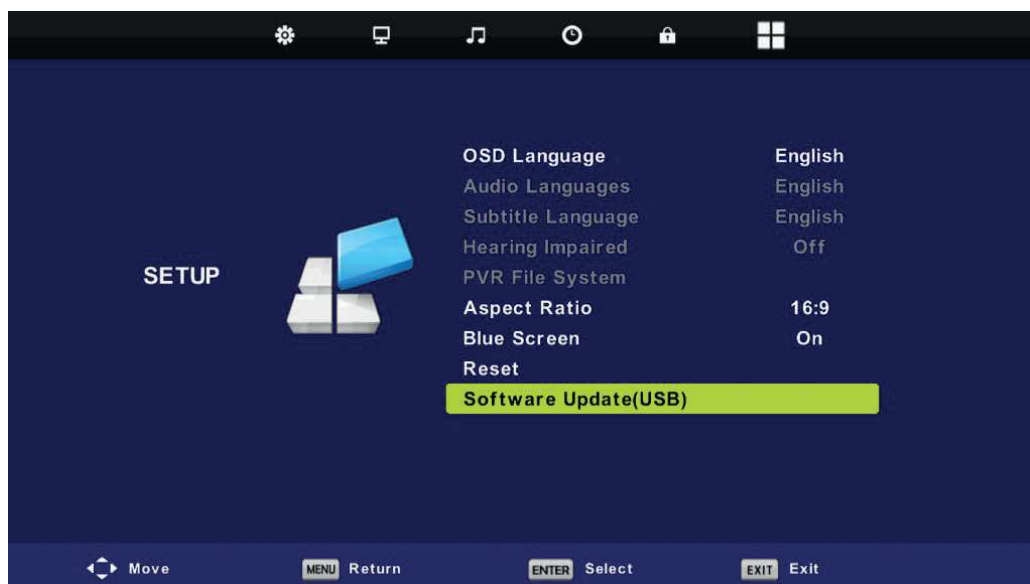 OSD Language English
Audio Languages English
Subtitle Language English
Hearing Impaired Off
SETUP
PVR File System
Aspect Ratio 16:9
Blue Screen On
Reset
Software Update(USB)
Move MENU Return ENTER Select EXIT Exit